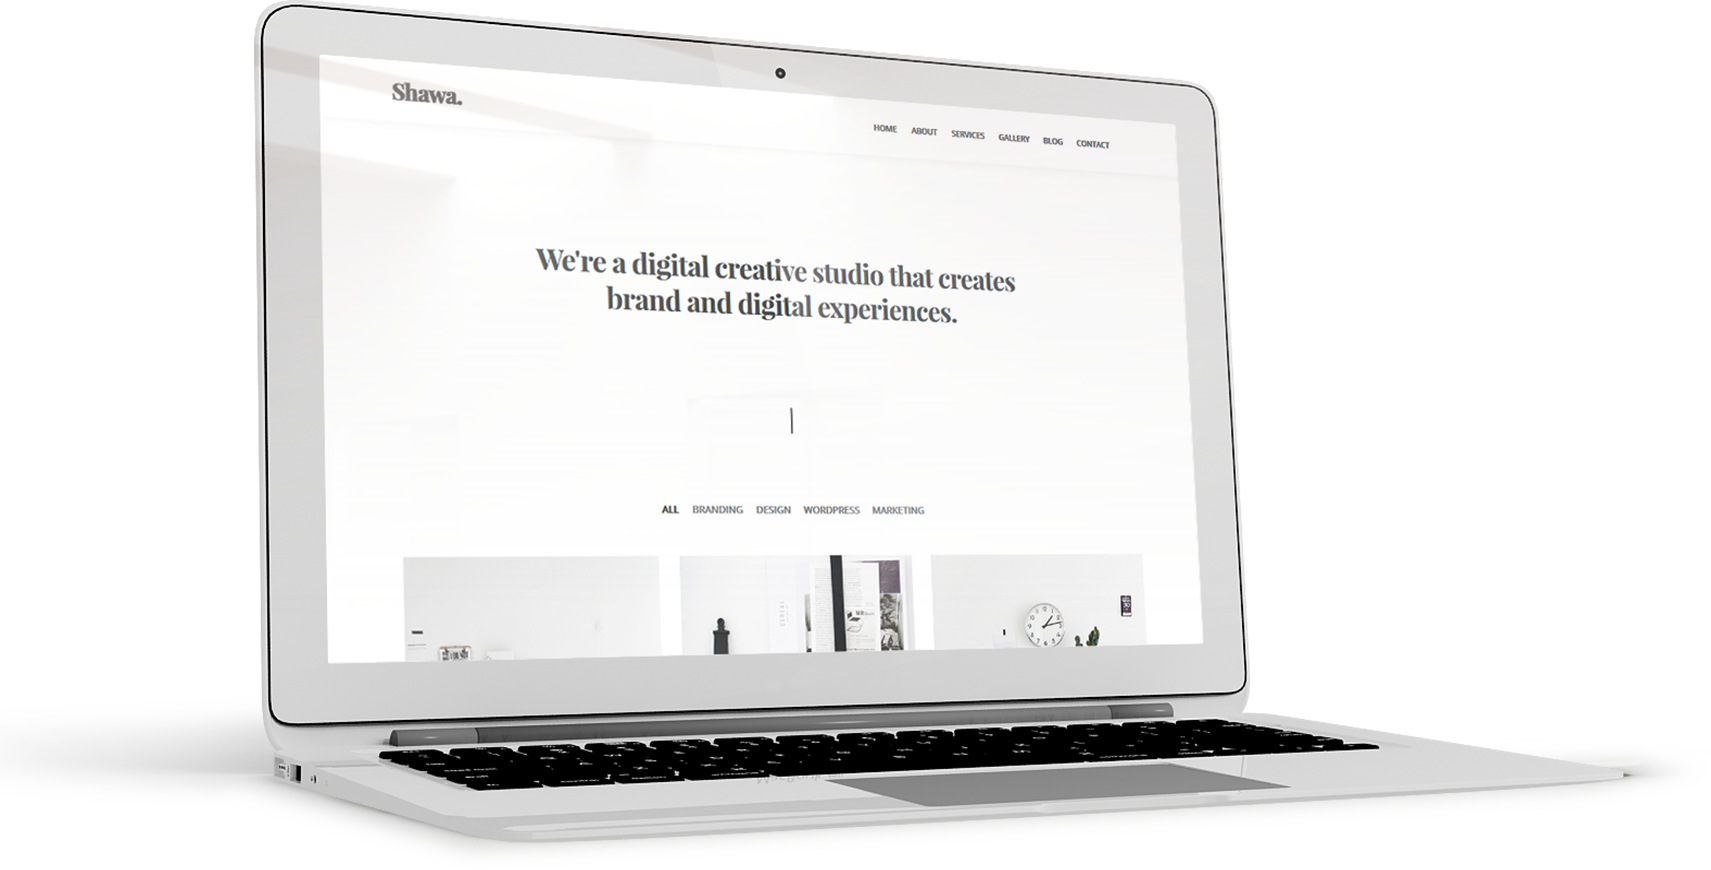 Shawa.
HOME ABOUT SERVICES GALLERY BLOG CONTACT
We're a digital creative studio that creates
brand and digital experiences.
ALL BRANDING DESIGN WORDPRESS MARKETING